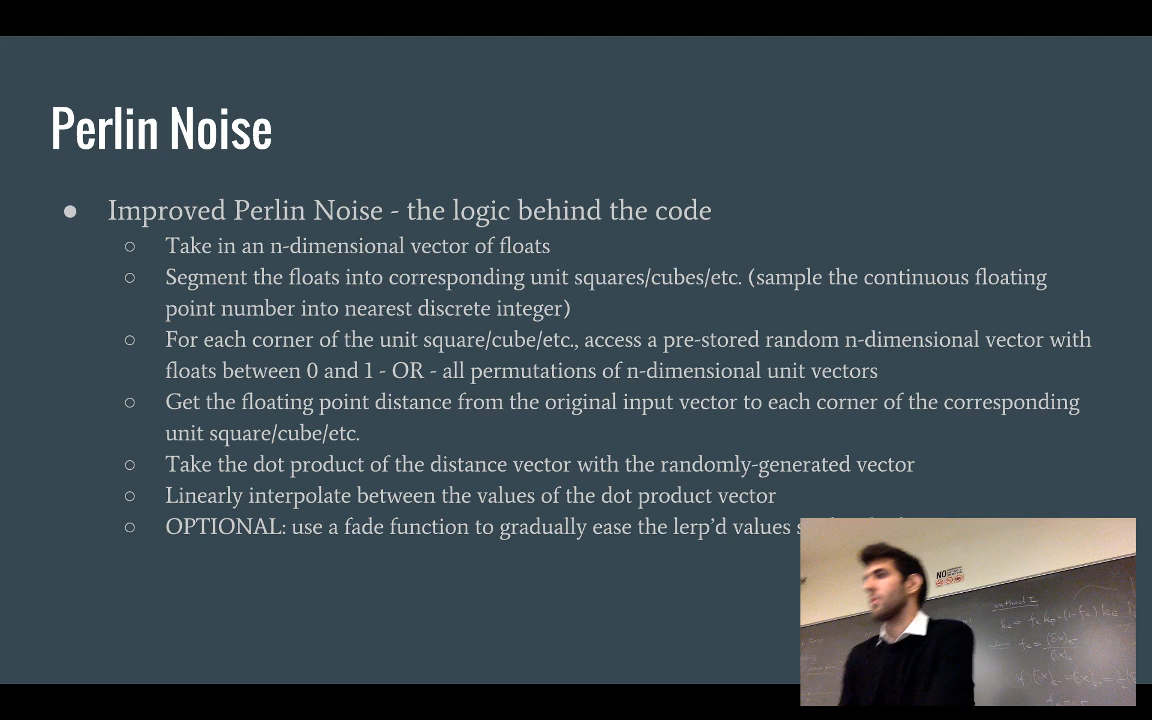 Perlin Noise
● Improved Perlin Noise - the logic behind the code
○ Take in an n-dimensional vector of floats
○ Segment the floats into corresponding unit squares/cubes/etc. (sample the continuous floating
point number into nearest discrete integer)
○ For each corner of the unit square/cube/etc., access a pre-stored random n-dimensional vector with
floats between 0 and 1 - OR - all permutations of n-dimensional unit vectors
○ Get the floating point distance from the original input vector to each corner of the corresponding
unit square/cube/etc.
○ Take the dot product of the distance vector with the randomly-generated vector
○ Linearly interpolate between the values of the dot product vector
○ OPTIONAL: use a fade function to gradually ease the lerp’d values
NO